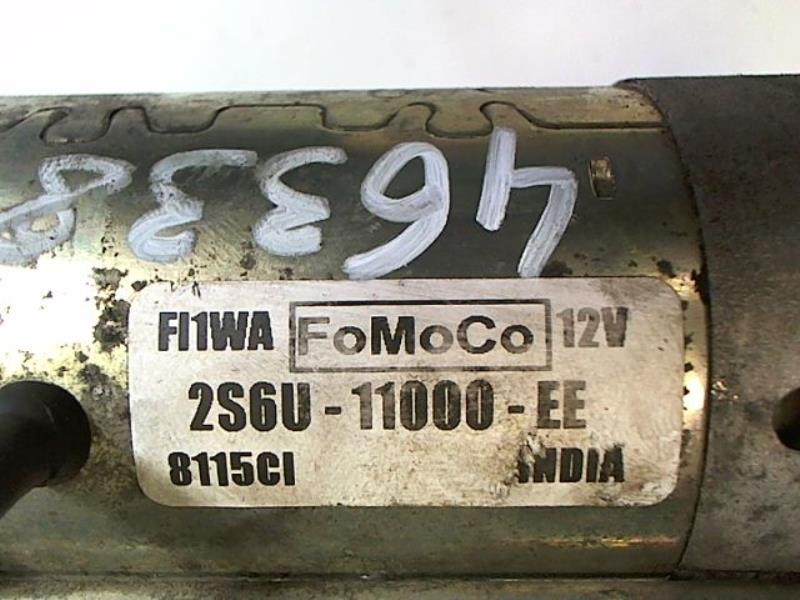 46338
FI1WA FoMoCo 12V
2S6U - 11000 - EE
8115CI INDIA